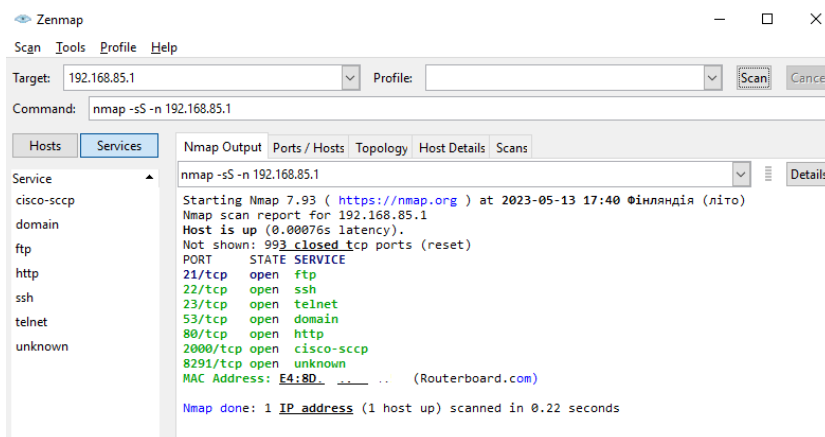 Zenmap
Scan Tools Profile Help
Target: 192.168.85.1 Profile: Scan
Command: nmap -sS -n 192.168.85.1
Hosts Services Nmap Output Ports / Hosts Topology Host Details Scans
nmap -sS -n 192.168.85.1 Details
Service
cisco-sccp
domain
ftp
http
ssh
telnet
unknown
Starting Nmap 7.93 ( https://nmap.org ) at 2023-05-13 17:40 Фінляндія (літо)
Nmap scan report for 192.168.85.1
Host is up (0.00076s latency).
Not shown: 993 closed tcp ports (reset)
PORT STATE SERVICE
21/tcp open ftp
22/tcp open ssh
23/tcp open telnet
53/tcp open domain
80/tcp open http
2000/tcp open cisco-sccp
8291/tcp open unknown
MAC Address: E4:8D. (Routerboard.com)
Nmap done: 1 IP address (1 host up) scanned in 0.22 seconds